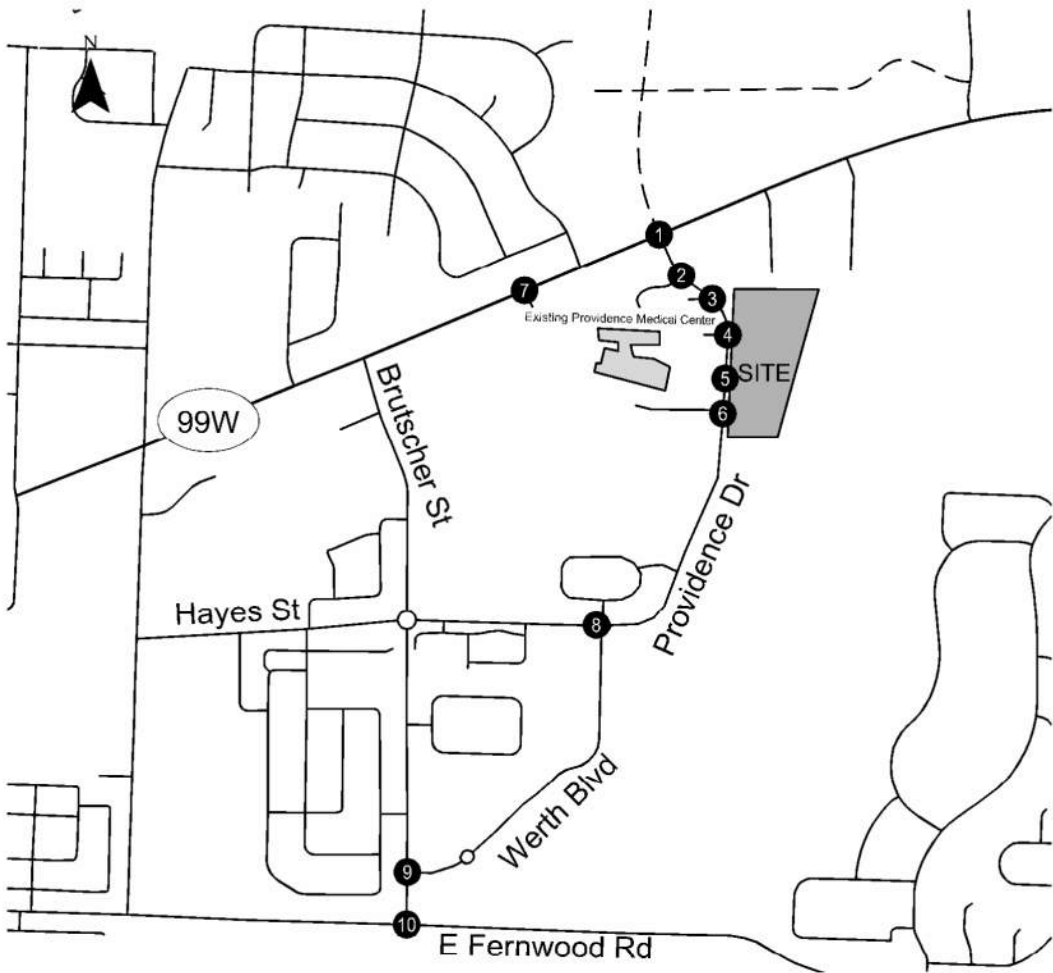 N
1
2
3
7
Existing Providence Medical Center
4
5
SITE
6
99W
Brutscher St
Providence Dr
Hayes St
8
Werth Blvd
9
10
E Fernwood Rd